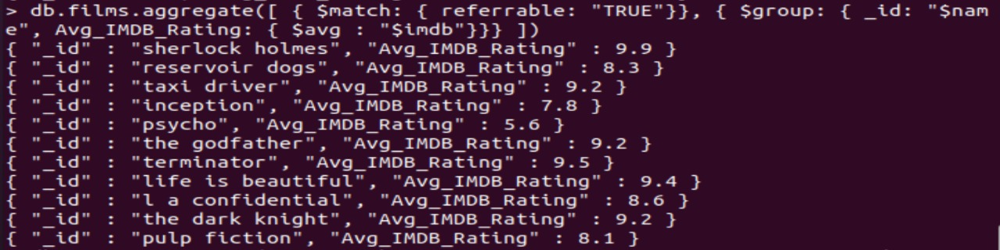 > db.films.aggregate([ { $match: { referrable: "TRUE"}}, { $group: { _id: "$nam
e", Avg_IMDB_Rating: { $avg : "$imdb"}}} ])
{ "_id" : "sherlock holmes", "Avg_IMDB_Rating" : 9.9 }
{ "_id" : "reservoir dogs", "Avg_IMDB_Rating" : 8.3 }
{ "_id" : "taxi driver", "Avg_IMDB_Rating" : 9.2 }
{ "_id" : "inception", "Avg_IMDB_Rating" : 7.8 }
{ "_id" : "psycho", "Avg_IMDB_Rating" : 5.6 }
{ "_id" : "the godfather", "Avg_IMDB_Rating" : 9.2 }
{ "_id" : "terminator", "Avg_IMDB_Rating" : 9.5 }
{ "_id" : "life is beautiful", "Avg_IMDB_Rating" : 9.4 }
{ "_id" : "l a confidential", "Avg_IMDB_Rating" : 8.6 }
{ "_id" : "the dark knight", "Avg_IMDB_Rating" : 9.2 }
{ "_id" : "pulp fiction", "Avg_IMDB_Rating" : 8.1 }